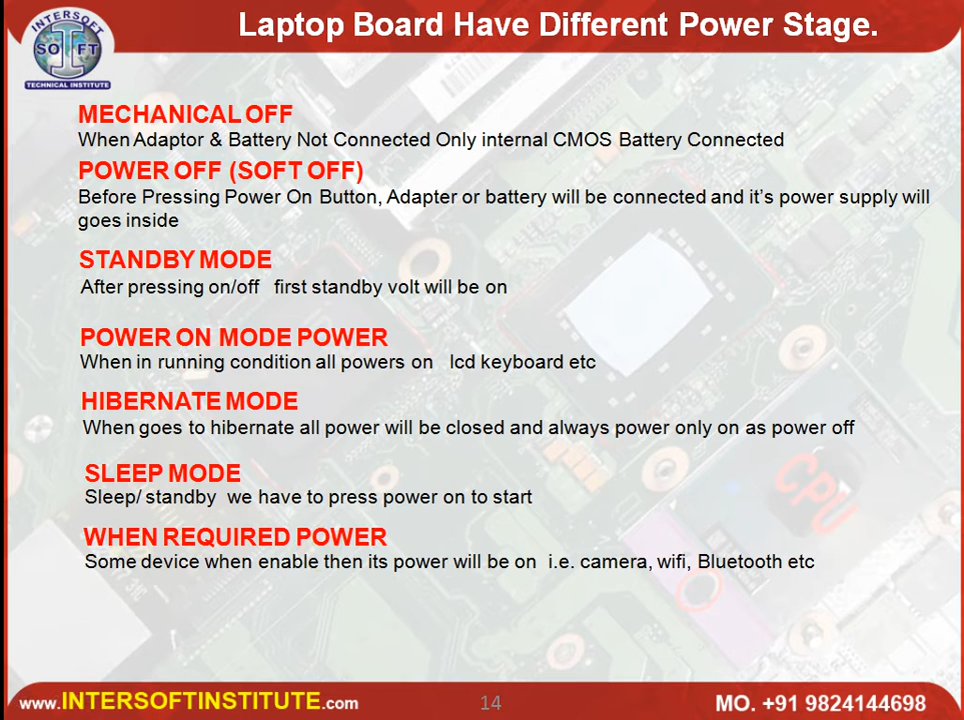 Laptop Board Have Different Power Stage.
INTERSOFT
SOFT
TECHNICAL INSTITUTE
MECHANICAL OFF
When Adaptor & Battery Not Connected Only internal CMOS Battery Connected
POWER OFF (SOFT OFF)
Before Pressing Power On Button, Adapter or battery will be connected and it's power supply will
goes inside
STANDBY MODE
After pressing on/off first standby volt will be on
POWER ON MODE POWER
When in running condition all powers on lcd keyboard etc
HIBERNATE MODE
When goes to hibernate all power will be closed and always power only on as power off
SLEEP MODE
Sleep/ standby we have to press power on to start
WHEN REQUIRED POWER
Some device when enable then its power will be on i.e. camera, wifi, Bluetooth etc
CPU
www.INTERSOFTINSTITUTE.com
14
MO. +91 9824144698